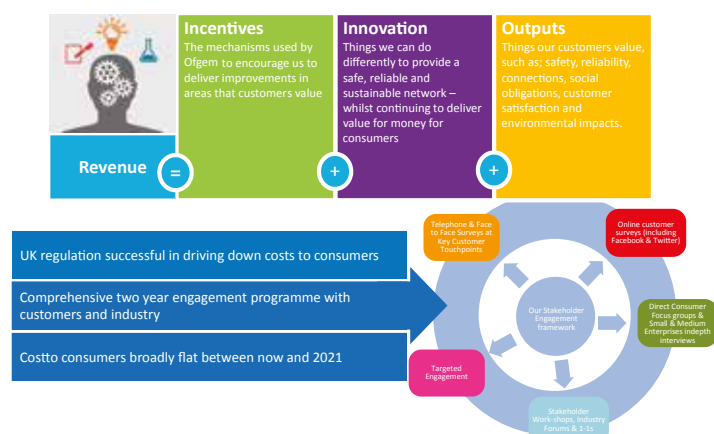 Incentives
The mechanisms used by
Ofgem to encourage us to
deliver improvements in
areas that customers value
Innovation
Things we can do
differently to provide a
safe, reliable and
sustainable network –
whilst continuing to deliver
value for money for
consumers
Outputs
Things our customers value,
such as; safety, reliability,
connections, social
obligations, customer
satisfaction and
environmental impacts.
Revenue
=
+
+
UK regulation successful in driving down costs to consumers
Comprehensive two year engagement programme with
customers and industry
Costto consumers broadly flat between now and 2021
Telephone & Face
to Face Surveys at
Key Customer
Touchpoints
Online customer
surveys (including
Facebook & Twitter)
Our Stakeholder
Engagement
framework
Direct Consumer
Focus groups &
Small & Medium
Enterprises indepth
interviews
Targeted
Engagement
Stakeholder
Work-shops, Industry
Forums & 1-1s